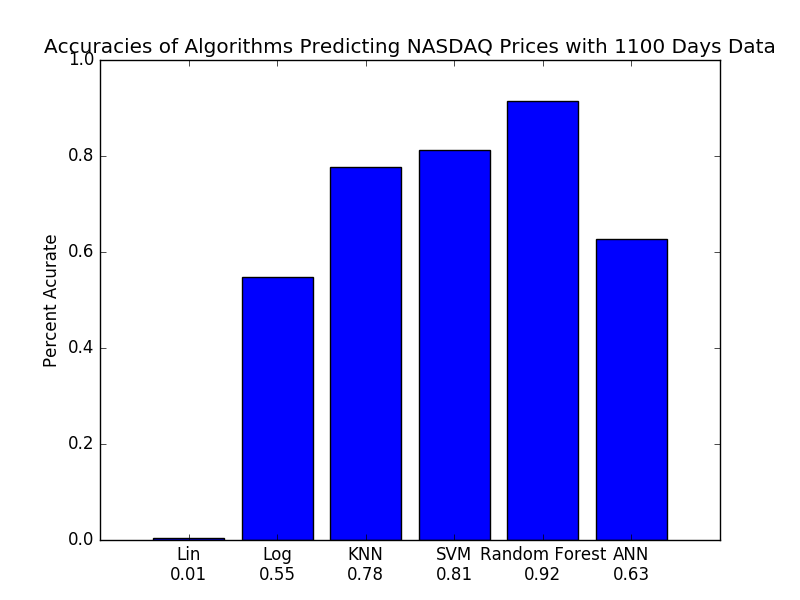 Accuracies of Algorithms Predicting NASDAQ Prices with 1100 Days Data
1.0
0.8
0.6
0.4
0.2
0.0
Percent Acurate
Lin Log KNN SVM Random Forest ANN
0.01 0.55 0.78 0.81 0.92 0.63